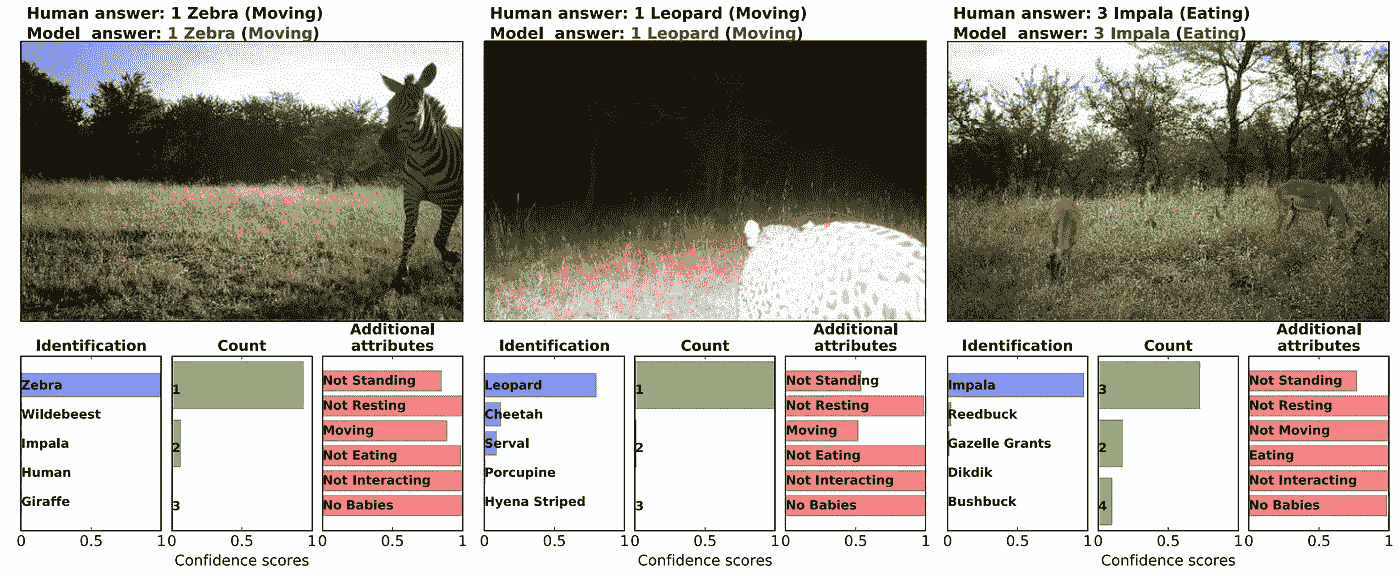 Human answer: 1 Zebra (Moving)
Model  answer: 1 Zebra (Moving)
Identification
Count
Additional
attributes
Zebra
Wildebeest
Impala
Human
Giraffe
1
2
3
Not Standing
Not Resting
Moving
Not Eating
Not Interacting
No Babies
0 0.5 1 0 0.5 1 0 0.5 1
Confidence scores
Human answer: 1 Leopard (Moving)
Model  answer: 1 Leopard (Moving)
Identification
Count
Additional
attributes
Leopard
Cheetah
Serval
Porcupine
Hyena Striped
1
2
3
Not Standing
Not Resting
Moving
Not Eating
Not Interacting
No Babies
0 0.5 1 0 0.5 1 0 0.5 1
Confidence scores
Human answer: 3 Impala (Eating)
Model  answer: 3 Impala (Eating)
Identification
Count
Additional
attributes
Impala
Reedbuck
Gazelle Grants
Dikdik
Bushbuck
3
2
4
Not Standing
Not Resting
Not Moving
Eating
Not Interacting
No Babies
0 0.5 1 0 0.5 1 0 0.5 1
Confidence scores